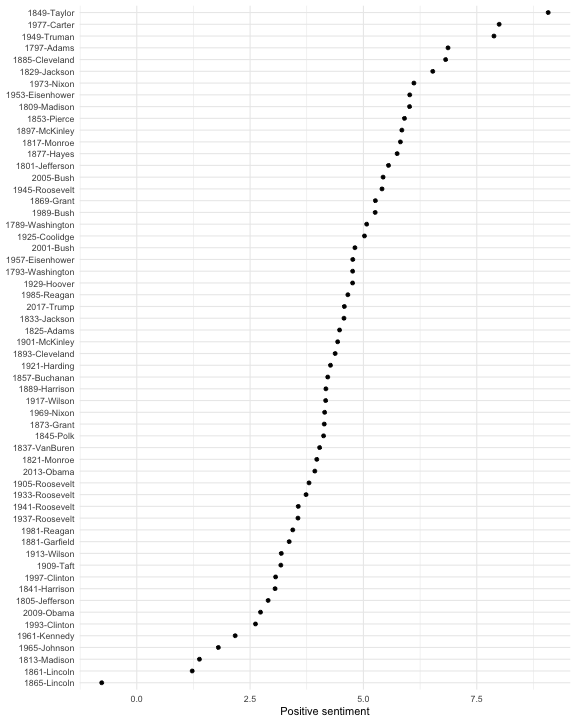 1849-Taylor
1977-Carter
1949-Truman
1797-Adams
1885-Cleveland
1829-Jackson
1973-Nixon
1953-Eisenhower
1809-Madison
1853-Pierce
1897-McKinley
1817-Monroe
1877-Hayes
1801-Jefferson
2005-Bush
1945-Roosevelt
1869-Grant
1989-Bush
1789-Washington
1925-Coolidge
2001-Bush
1957-Eisenhower
1793-Washington
1929-Hoover
1985-Reagan
2017-Trump
1833-Jackson
1825-Adams
1901-McKinley
1893-Cleveland
1921-Harding
1857-Buchanan
1889-Harrison
1917-Wilson
1969-Nixon
1873-Grant
1845-Polk
1837-VanBuren
1821-Monroe
2013-Obama
1905-Roosevelt
1933-Roosevelt
1941-Roosevelt
1937-Roosevelt
1981-Reagan
1881-Garfield
1913-Wilson
1909-Taft
1997-Clinton
1841-Harrison
1805-Jefferson
2009-Obama
1993-Clinton
1961-Kennedy
1965-Johnson
1813-Madison
1861-Lincoln
1865-Lincoln
0.0 2.5 5.0 7.5
Positive sentiment